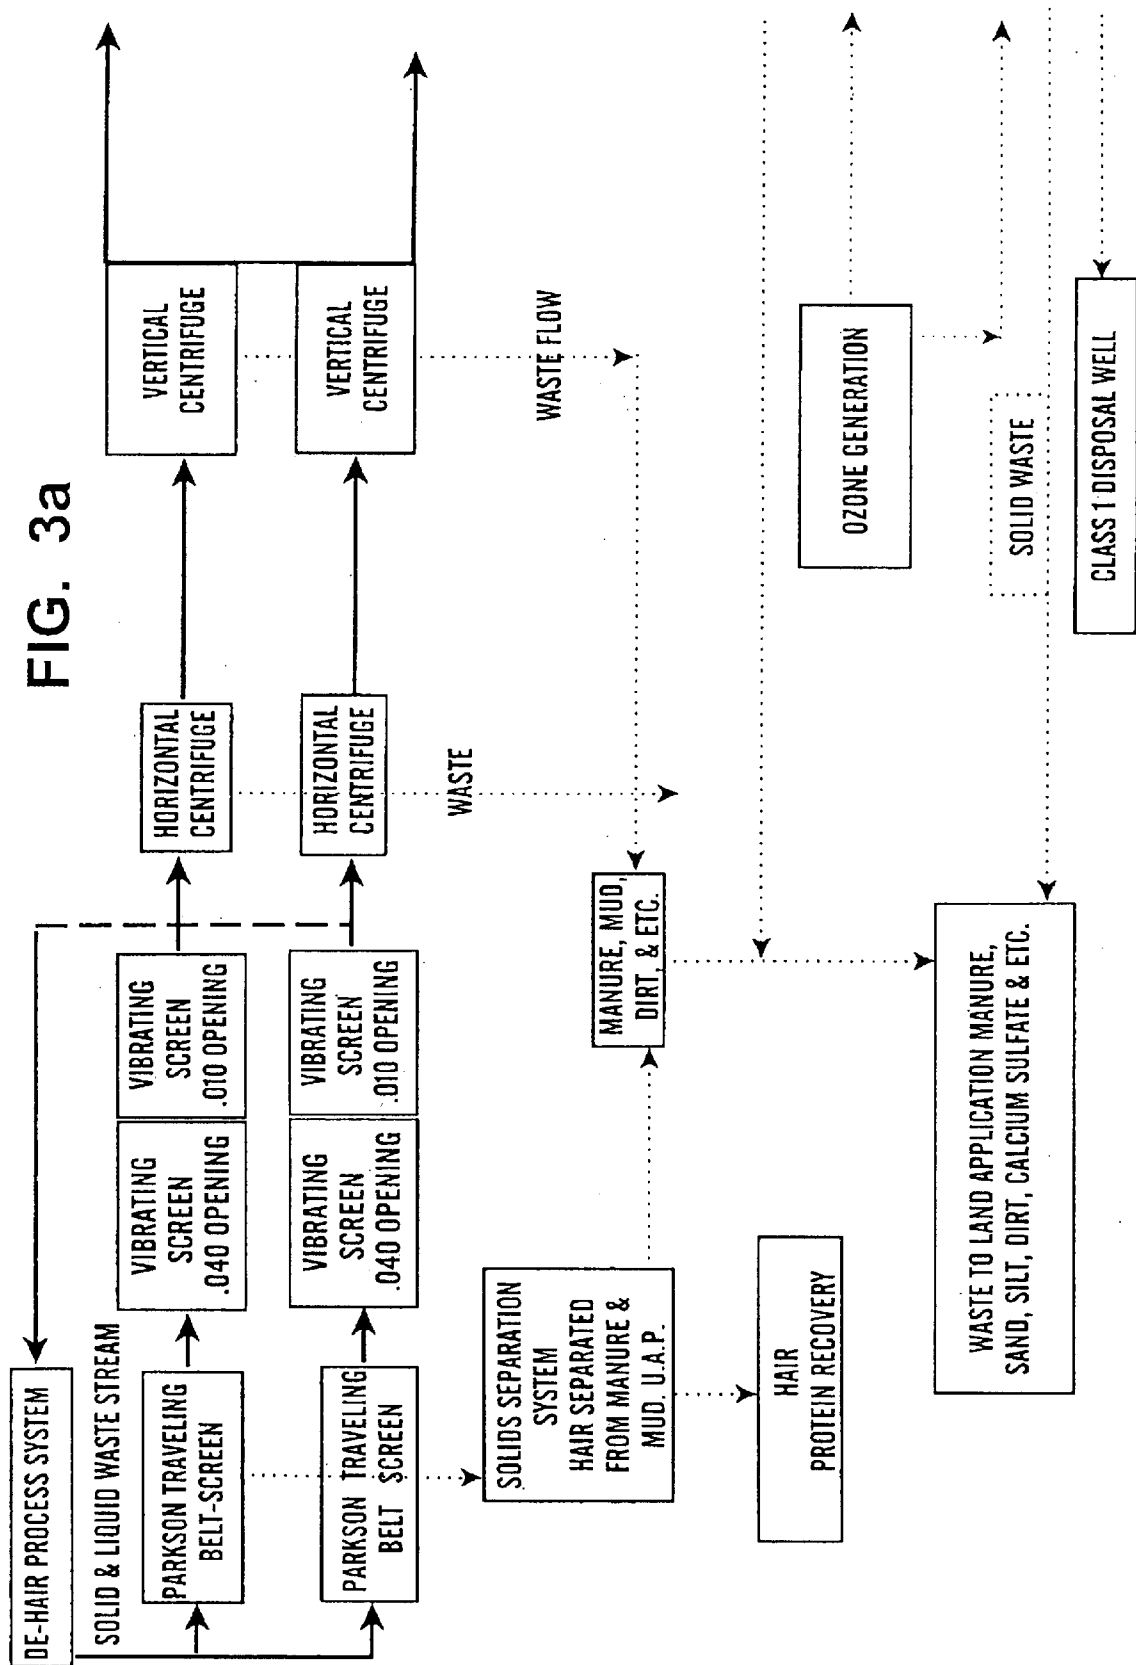 FIG. 3a
DE-HAIR PROCESS SYSTEM
SOLID & LIQUID WASTE STREAM
PARKSON TRAVELING
BELT-SCREEN
VIBRATING
SCREEN
.040 OPENING
VIBRATING
SCREEN
.010 OPENING
HORIZONTAL
CENTRIFUGE
VERTICAL
CENTRIFUGE
PARKSON TRAVELING
BELT SCREEN
VIBRATING
SCREEN
.040 OPENING
VIBRATING
SCREEN
.010 OPENING
HORIZONTAL
CENTRIFUGE
VERTICAL
CENTRIFUGE
WASTE
WASTE FLOW
SOLIDS SEPARATION
SYSTEM
HAIR SEPARATED
FROM MANURE &
MUD. U.A.P.
MANURE, MUD,
DIRT, & ETC.
HAIR
PROTEIN RECOVERY
OZONE GENERATION
WASTE TO LAND APPLICATION MANURE,
SAND, SILT, DIRT, CALCIUM SULFATE & ETC.
SOLID WASTE
CLASS 1 DISPOSAL WELL